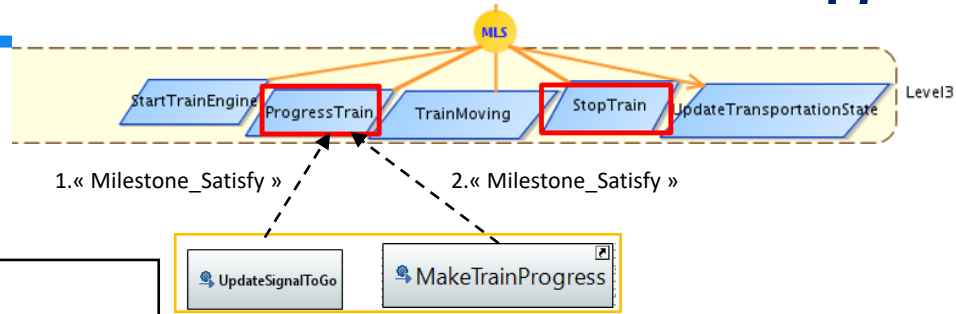 MLS
StartTrainEngine
ProgressTrain
TrainMoving
StopTrain
UpdateTransportationState
Level3
1.« Milestone_Satisfy »
2.« Milestone_Satisfy »
UpdateSignalToGo
MakeTrainProgress